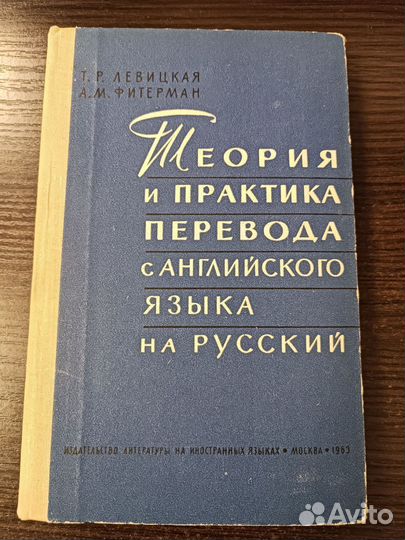 Т. Р. ЛЕВИЦКАЯ
А. М. ФИТЕРМАН
ТЕОРИЯ
И ПРАКТИКА
ПЕРЕВОДА
С АНГЛИЙСКОГО
ЯЗЫКА
НА РУССКИЙ
ИЗДАТЕЛЬСТВО ЛИТЕРАТУРЫ НА ИНОСТРАННЫХ ЯЗЫКАХ • МОСКВА • 1963
Avito